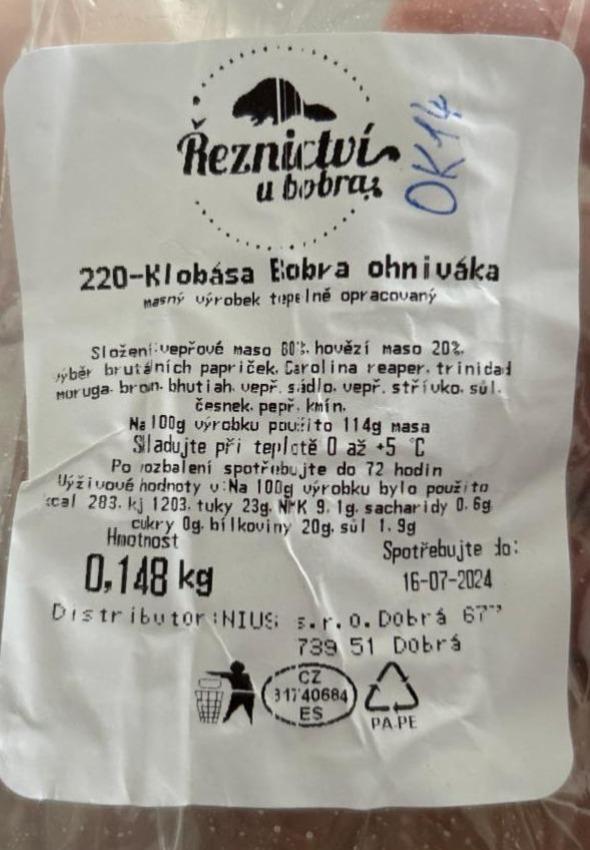 Řeznictví
u bobra
OK14
220-Klobása Bobra ohniváka
masný výrobek tepelně opracovaný
Složení:vepřové maso 80%, hovězí maso 20%,
výběr brutálních papriček, Carolina reaper, trinidad
moruga, bhutiah, vepř. sádlo, vepř. střívko, sůl,
česnek, pepř, kmín,
Na 100g výrobku použito 114g masa
Skladujte při teplotě 0 až +5 °C
Po rozbalení spotřebujte do 72 hodin
Výživové hodnoty v:Na 100g výrobku bylo použito
kcal 283, kj 1203, tuky 23g, NMK 9,1g, sacharidy 0,6g
cukry 0g, bílkoviny 20g, sůl 1,9g
Hmotnost
0,148 kg
Spotřebujte do:
16-07-2024
Distributor:NIUS s.r.o. Dobrá
739 51 Dobrá
CZ
40684
ES
PA-PE